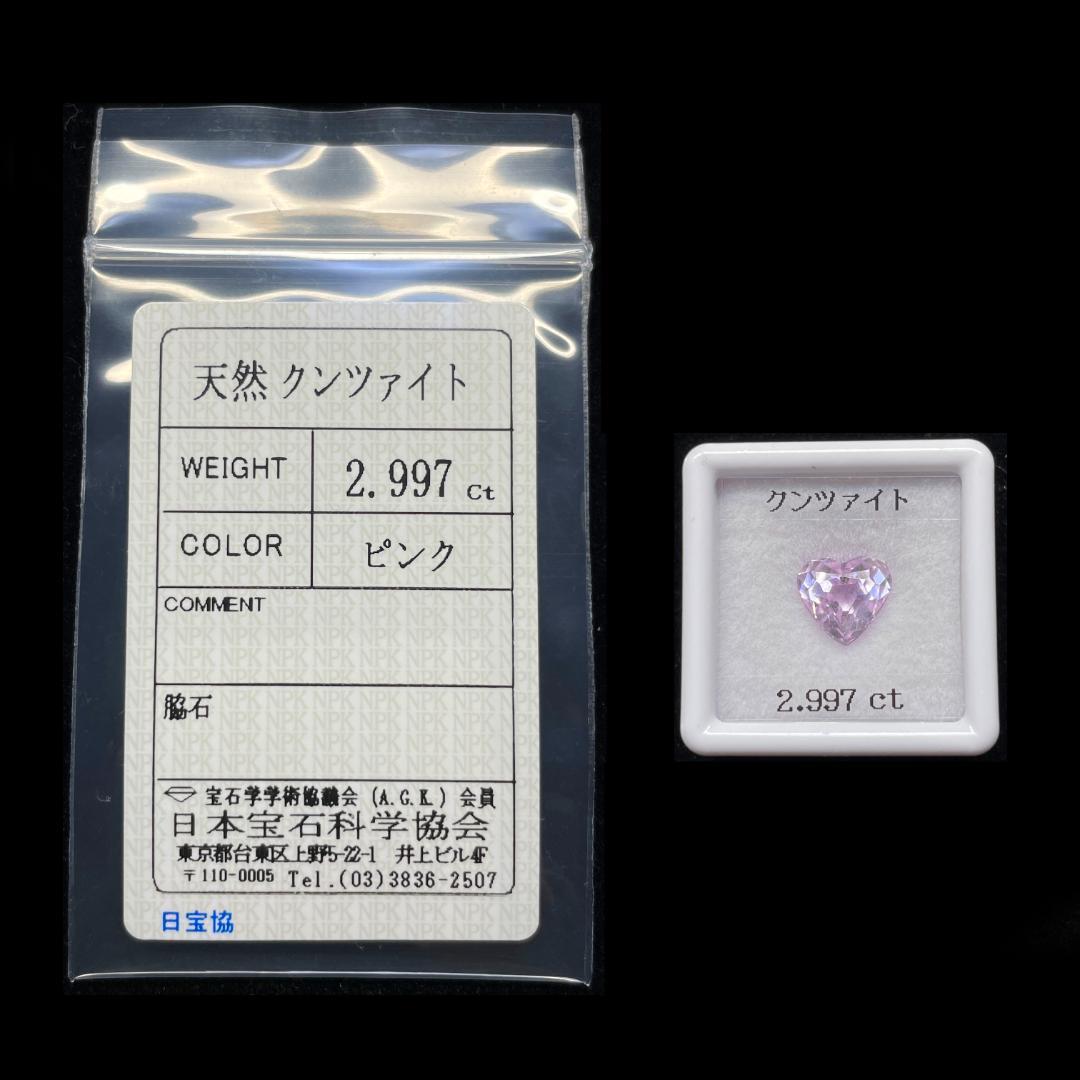 天然 クンツァイト
WEIGHT 2.997 Ct
COLOR ピンク
COMMENT
脇石
宝石学学術協議会 (A.G.K.) 会員
日本宝石科学協会
東京都台東区上野5-22-1 井上ビル4F
〒110-0005 Tel.(03)3836-2507
日宝協
クンツァイト
2.997 ct